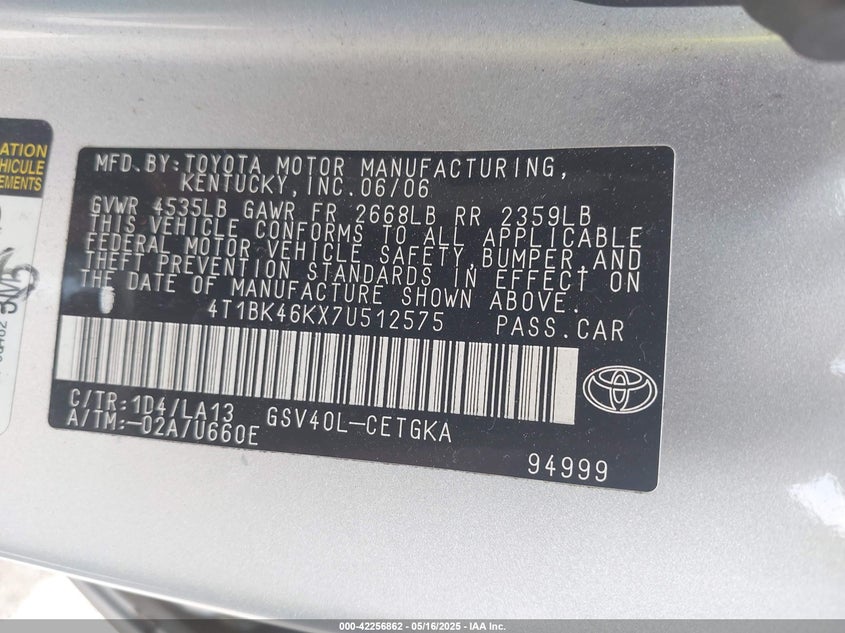 ATION
HICULE
EMENTS
MFD.BY:TOYOTA MOTOR MANUFACTURING,
KENTUCKY,INC.06/06
GVWR 4535LB GAWR FR 2668LB RR 2359LB
THIS VEHICLE CONFORMS TO ALL APPLICABLE
FEDERAL MOTOR VEHICLE SAFETY,BUMPER,AND
THEFT PREVENTION STANDARDS IN EFFECT ON
THE DATE OF MANUFACTURE SHOWN ABOVE.
4T1BK46KX7U512575 PASS.CAR
C/TR:1D4/LA13 GSV40L-CETGKA
A/TM:-02A/U660E
94999
000-42256862 - 05/16/2025 - IAA Inc.